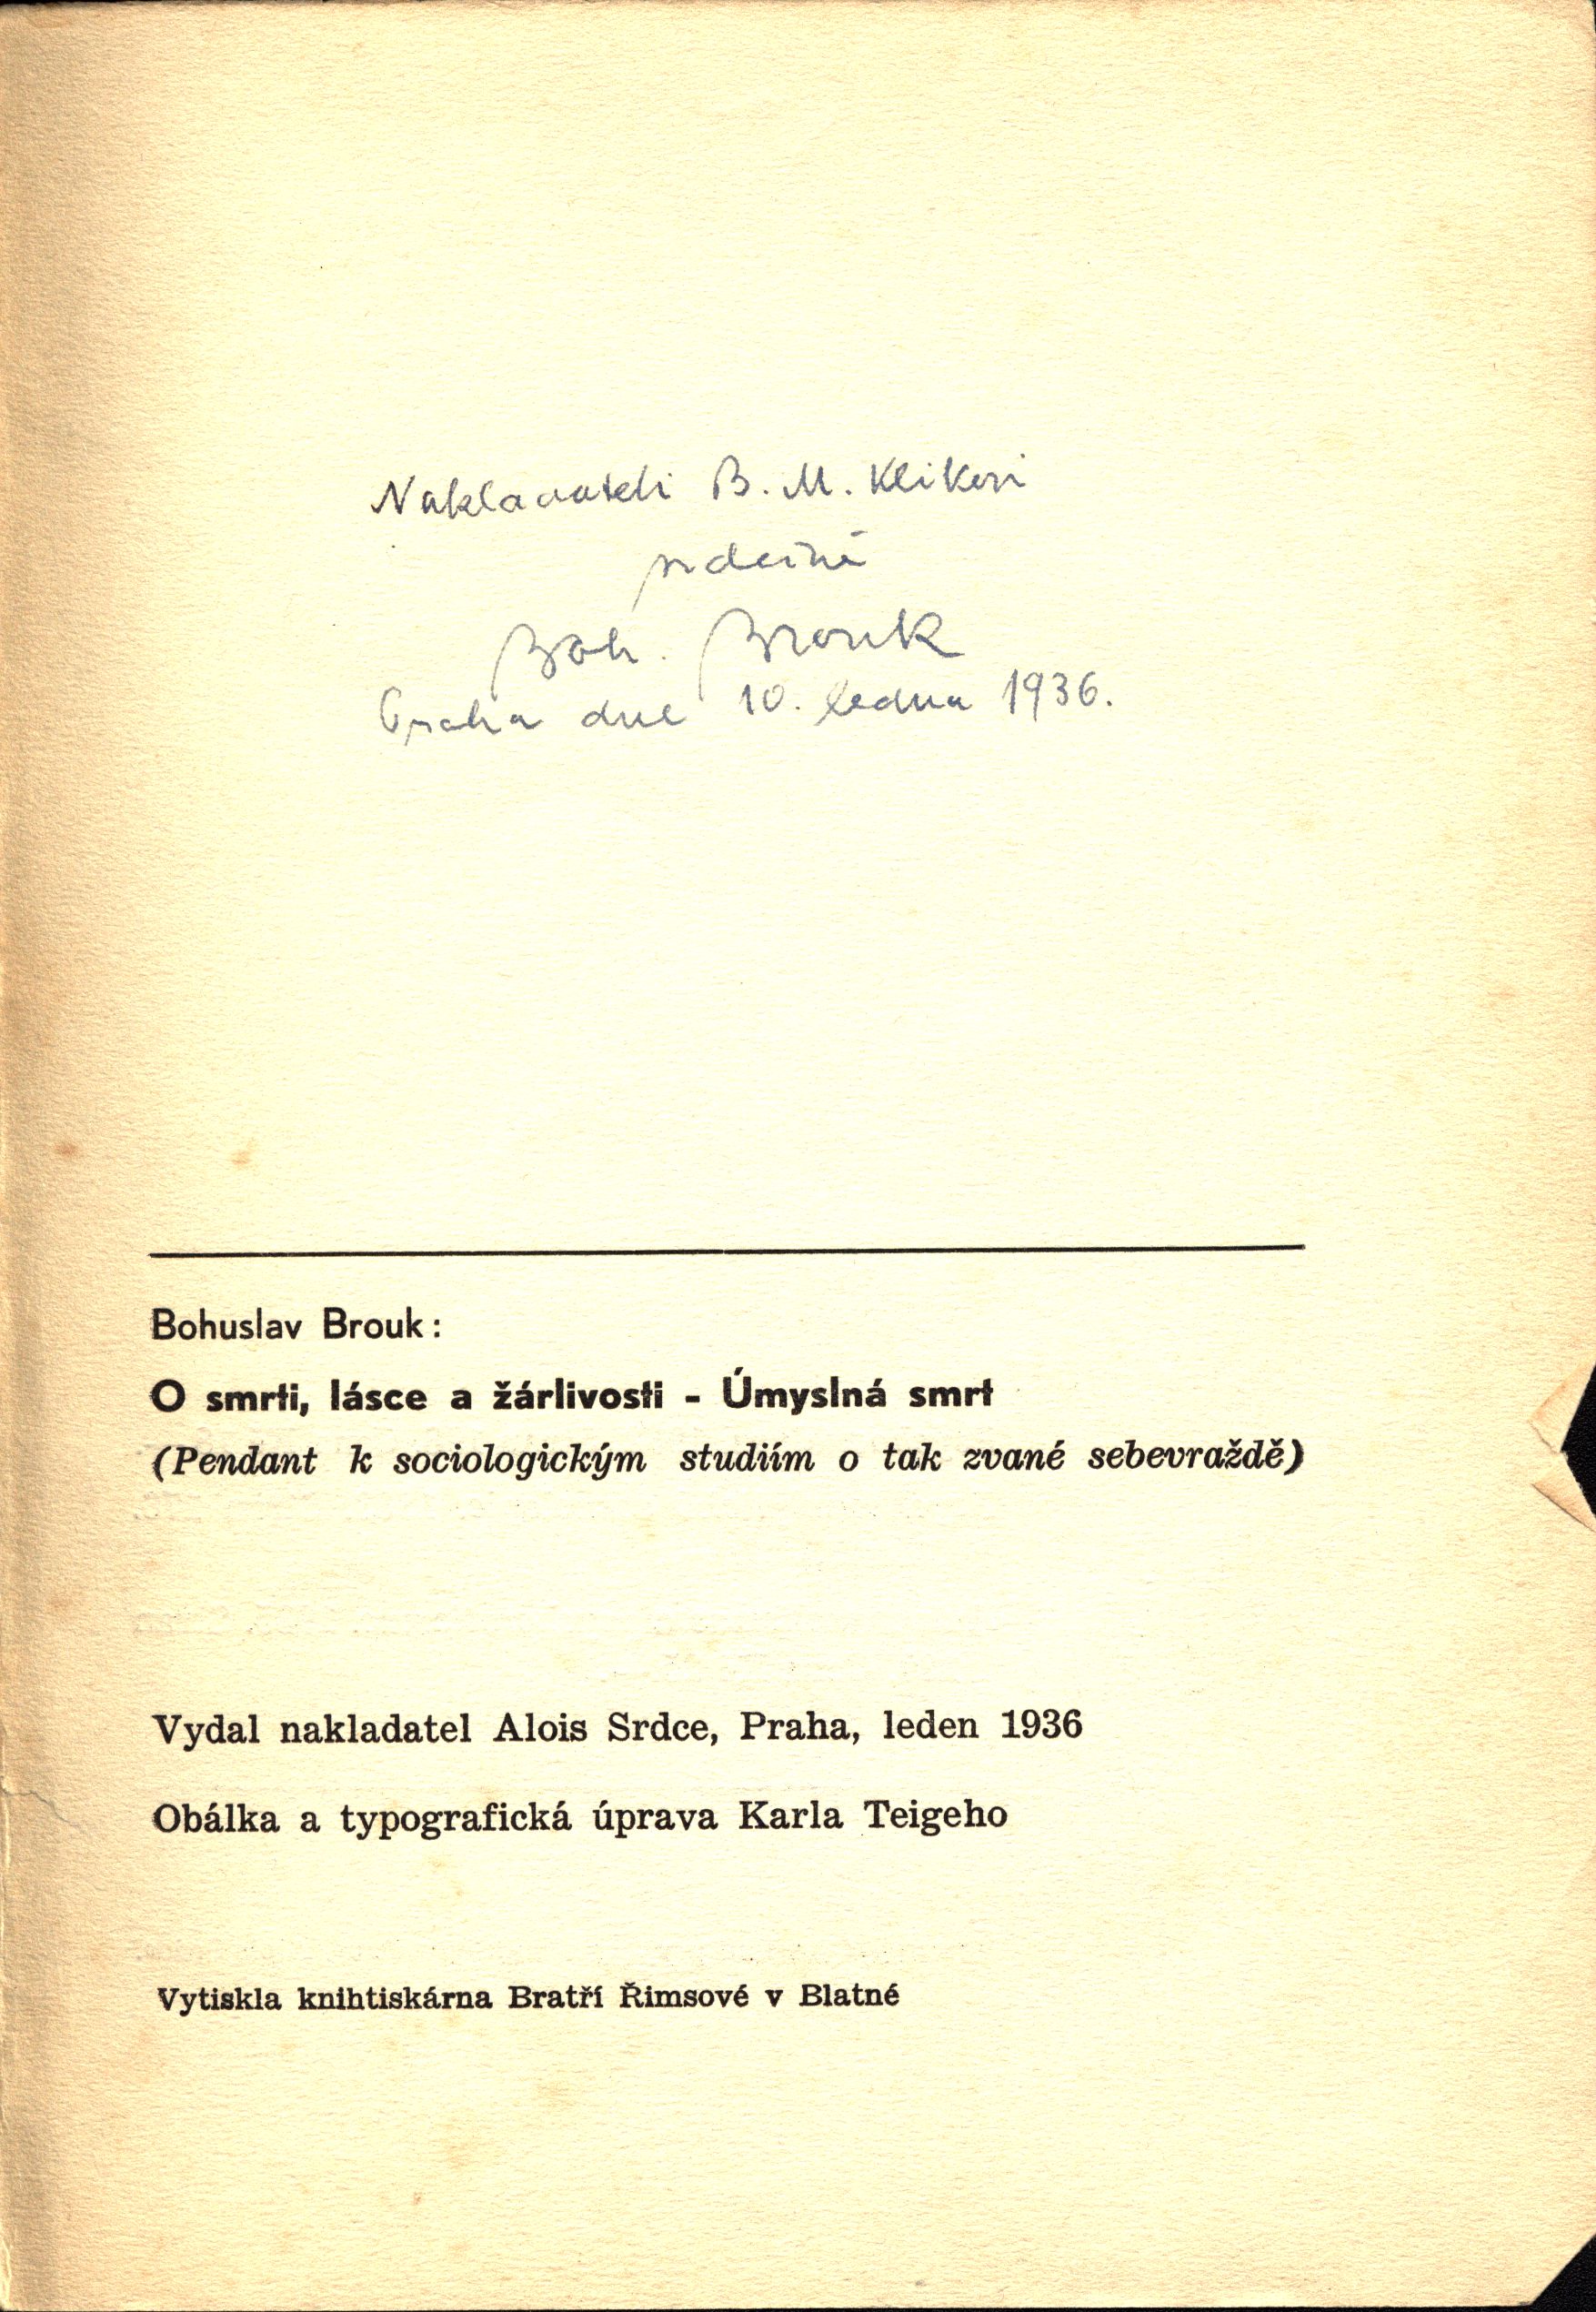 Nakladateli B. M. Klikovi
srdečně
Boh. Brouk
Praha dne 10. ledna 1936.
Bohuslav Brouk:
O smrti, lásce a žárlivosti - Úmyslná smrt
(Pendant k sociologickým studiím o tak zvané sebevraždě)
Vydal nakladatel Alois Srdce, Praha, leden 1936
Obálka a typografická úprava Karla Teigeho
Vytiskla knihtiskárna Bratří Řimsové v Blatné